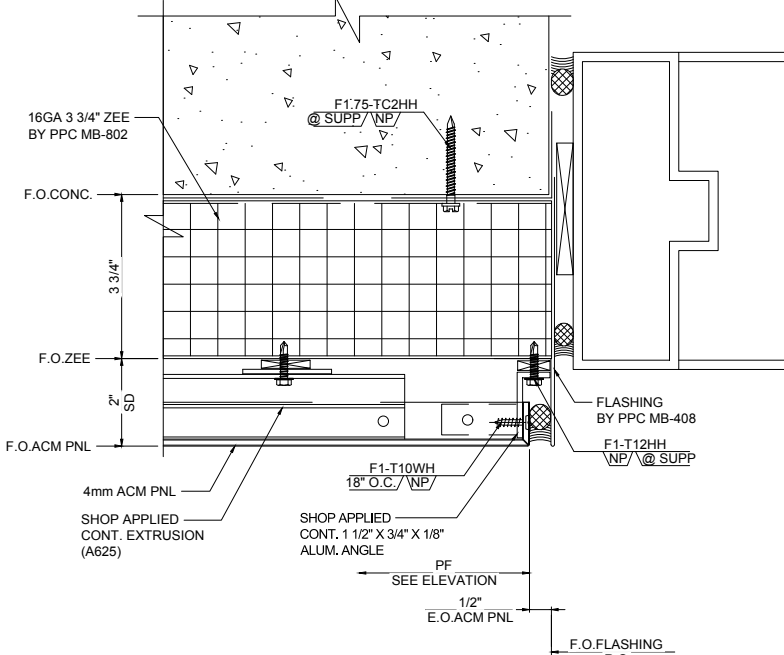 F1.75-TC2HH
@ SUPP NP
16GA 3 3/4" ZEE
BY PPC MB-802
F.O.CONC.
3 3/4"
F.O.ZEE
2"
SD
F.O.ACM PNL
FLASHING
BY PPC MB-408
F1-T12HH
NP @ SUPP
F1-T10WH
18" O.C. NP
4mm ACM PNL
SHOP APPLIED
CONT. EXTRUSION
(A625)
SHOP APPLIED
CONT. 1 1/2" X 3/4" X 1/8"
ALUM. ANGLE
PF
SEE ELEVATION
1/2"
E.O.ACM PNL
F.O.FLASHING